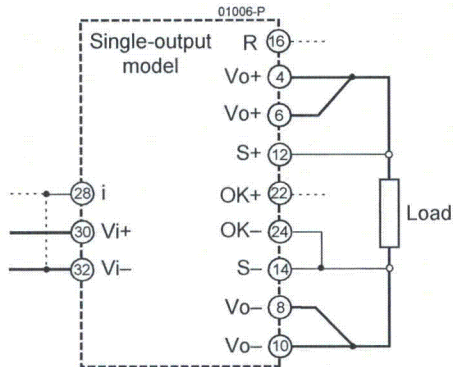 01006-P
Single-output
model
R 16
Vo+ 4
Vo+ 6
S+ 12
28 i
OK+ 22
30 Vi+
OK– 24
Load
32 Vi–
S– 14
Vo– 8
Vo– 10